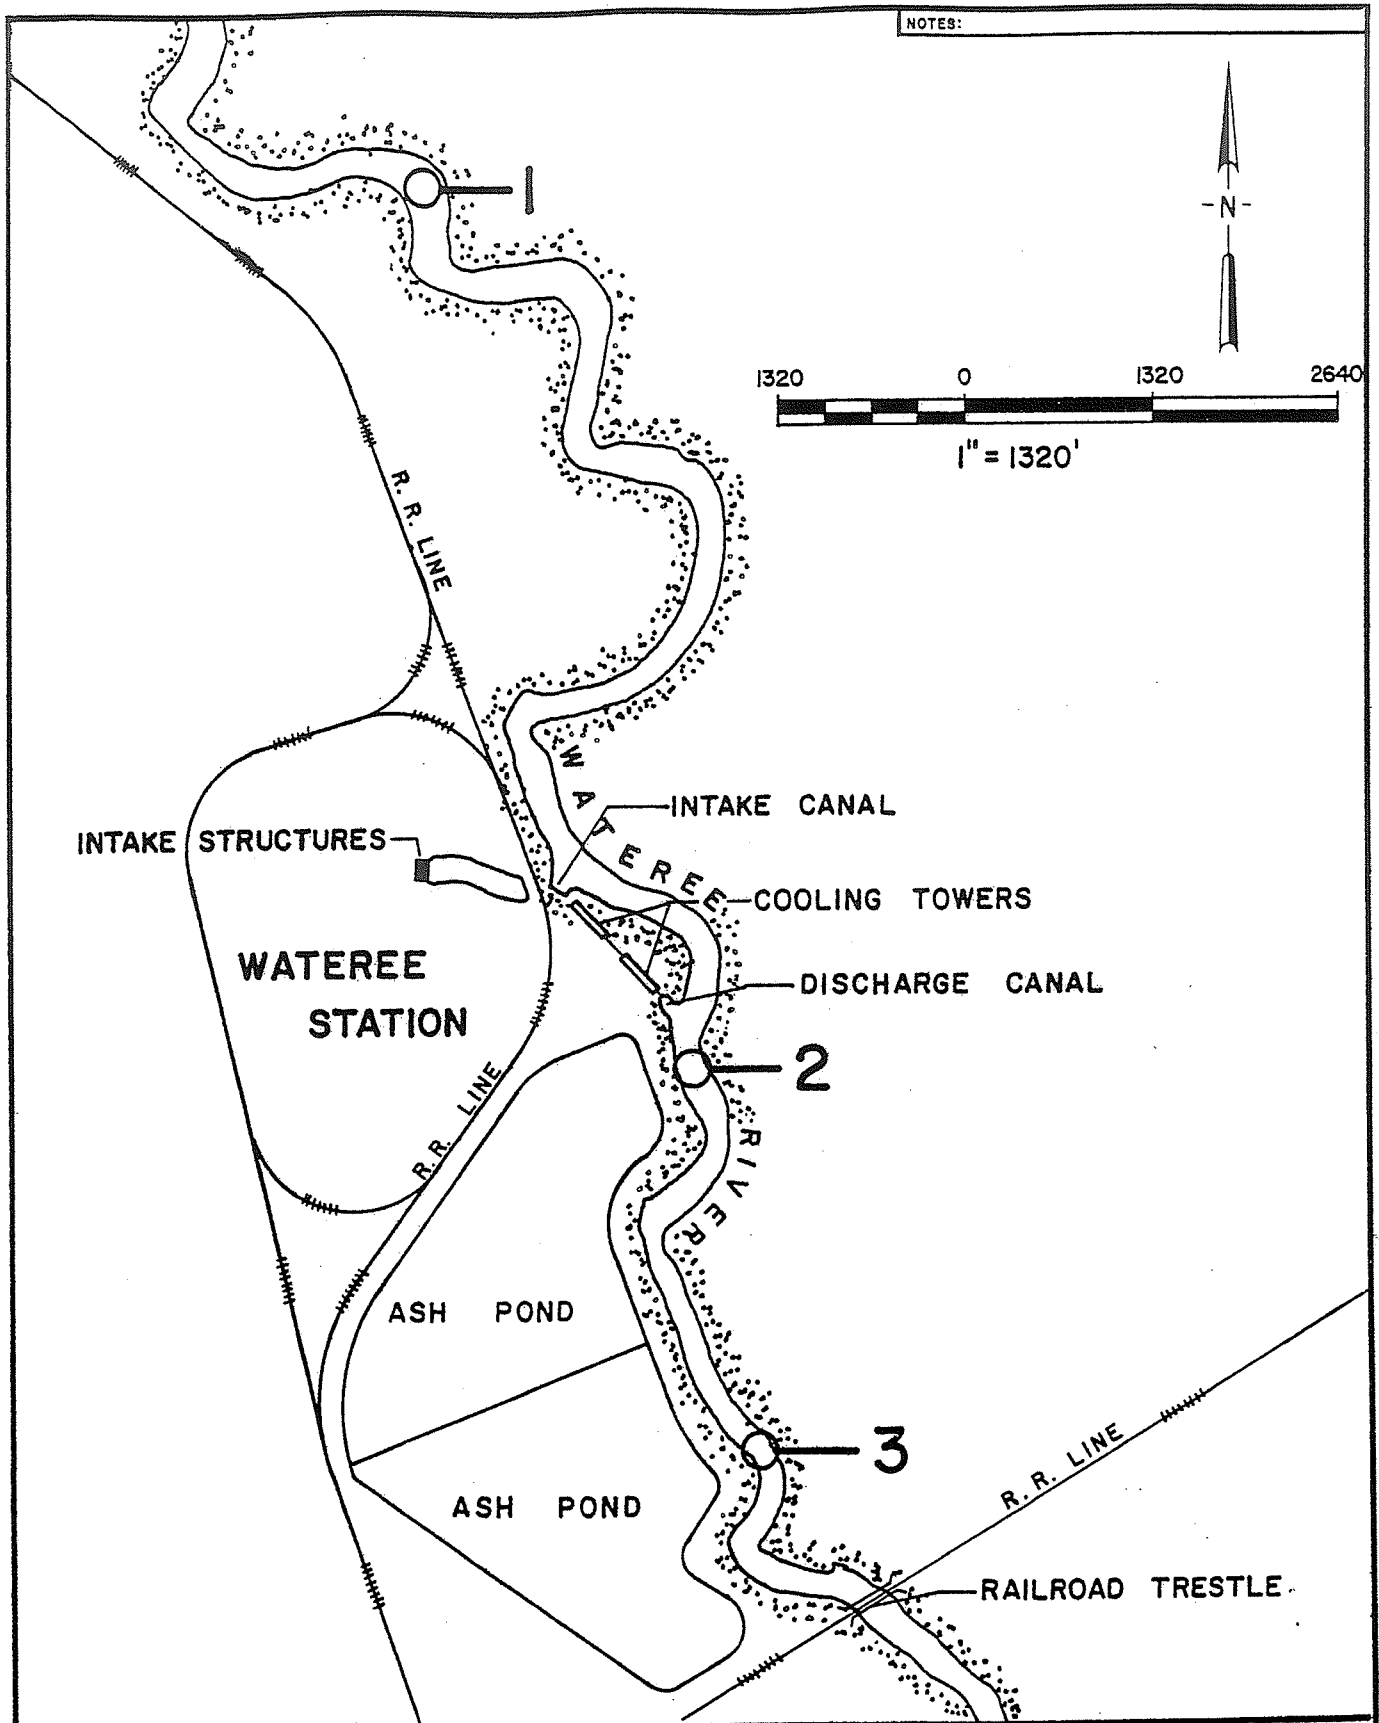 NOTES:
1
-N-
1320 0 1320 2640
1" = 1320'
R. R. LINE
WATEREE RIVER
INTAKE CANAL
INTAKE STRUCTURES
COOLING TOWERS
WATEREE
STATION
DISCHARGE CANAL
2
R.R. LINE
ASH POND
3
R. R. LINE
ASH POND
RAILROAD TRESTLE